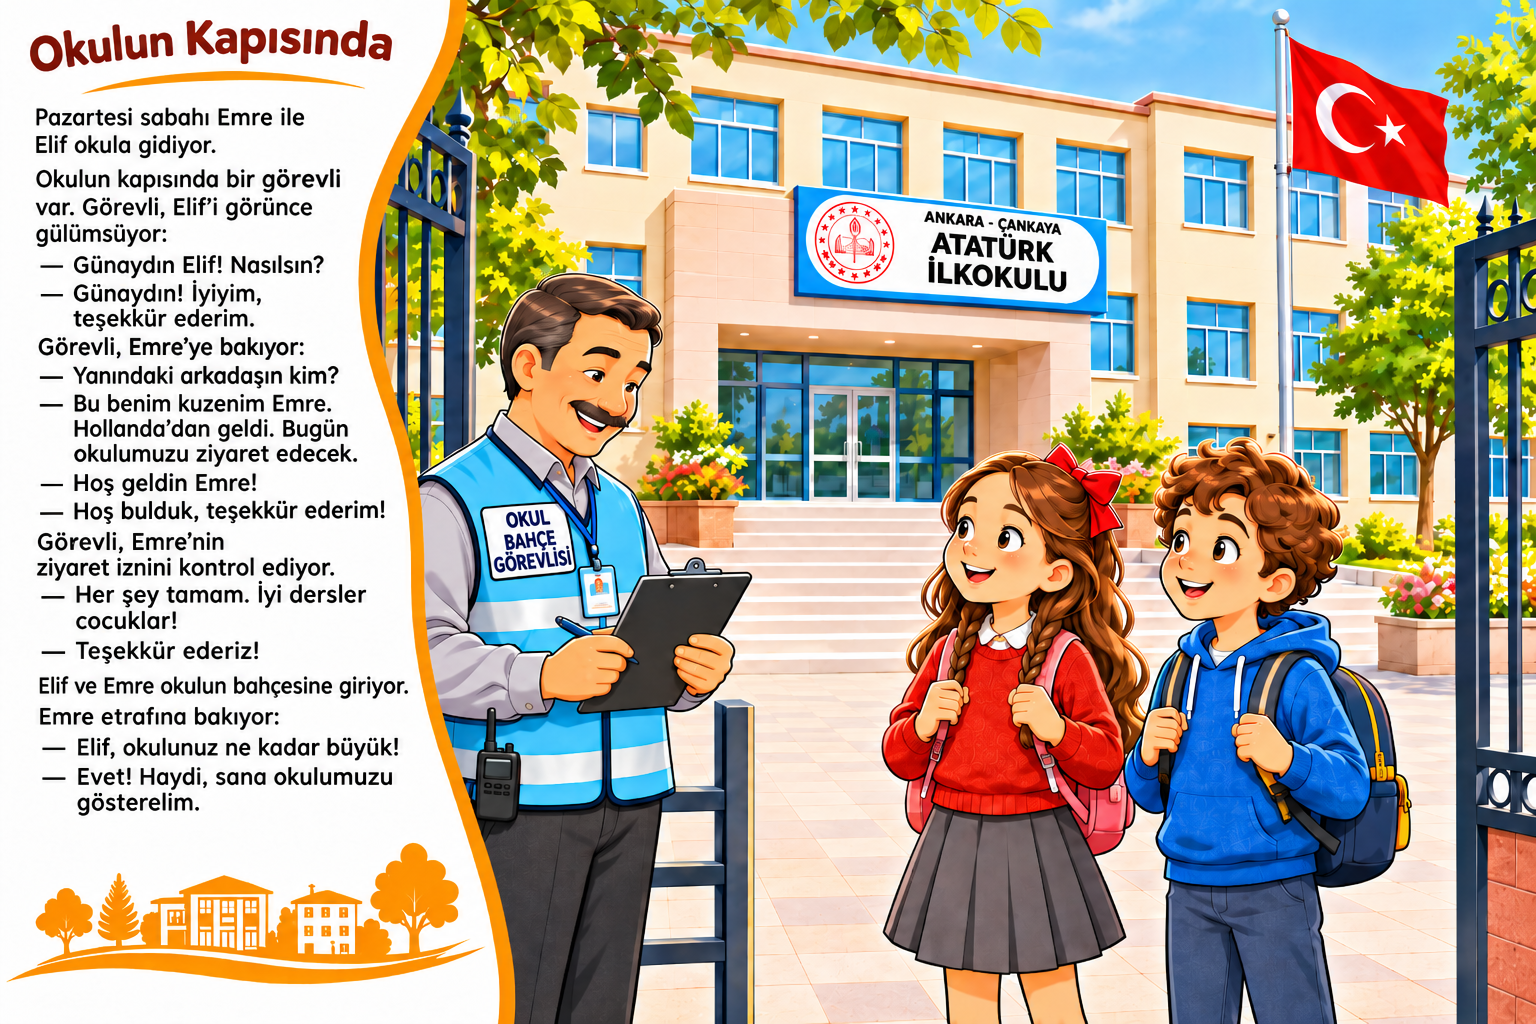 Okulun Kapısında
Pazartesi sabahı Emre ile
Elif okula gidiyor.
Okulun kapısında bir görevli
var. Görevli, Elif’i görünce
gülümsüyor:
— Günaydın Elif! Nasılsın?
— Günaydın! İyiyim,
teşekkür ederim.
Görevli, Emre’ye bakıyor:
— Yanındaki arkadaşın kim?
— Bu benim kuzenim Emre.
Hollanda’dan geldi. Bugün
okulumuzu ziyaret edecek.
— Hoş geldin Emre!
— Hoş bulduk, teşekkür ederim!
Görevli, Emre’nin
ziyaret iznini kontrol ediyor.
— Her şey tamam. İyi dersler
cocuklar!
— Teşekkür ederiz!
Elif ve Emre okulun bahçesine giriyor.
Emre etrafına bakıyor:
— Elif, okulunuz ne kadar büyük!
— Evet! Haydi, sana okulumuzu
gösterelim.
ANKARA - ÇANKAYA
ATATÜRK
İLKOKULU
OKUL
BAHÇE
GÖREVLİSİ